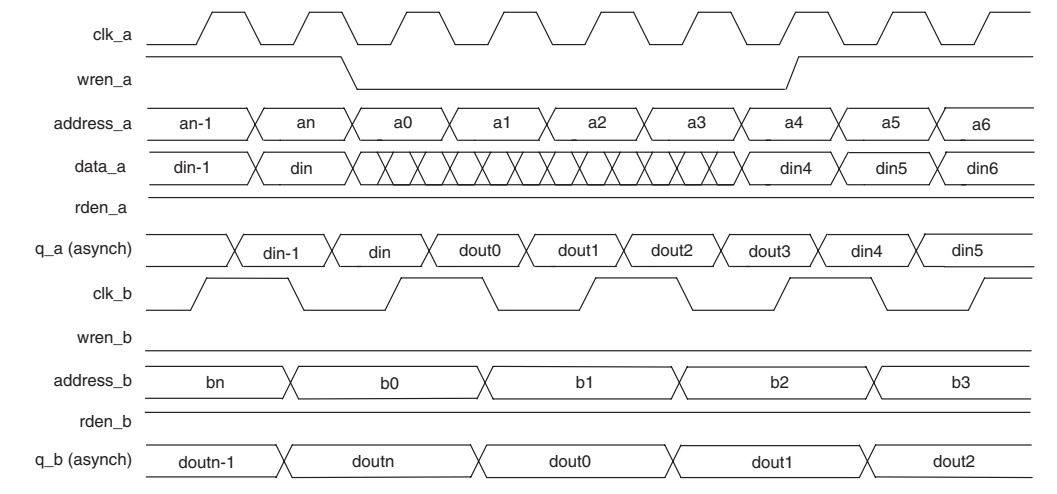 clk_a
wren_a
address_a an-1 an a0 a1 a2 a3 a4 a5 a6
data_a din-1 din din4 din5 din6
rden_a
q_a (asynch) din-1 din dout0 dout1 dout2 dout3 din4 din5
clk_b
wren_b
address_b bn b0 b1 b2 b3
rden_b
q_b (asynch) doutn-1 doutn dout0 dout1 dout2